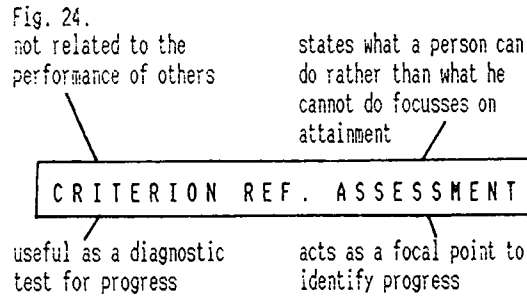 Fig. 24.
not related to the
performance of others
states what a person can
do rather than what he
cannot do focusses on
attainment
CRITERION REF. ASSESSMENT
useful as a diagnostic
test for progress
acts as a focal point to
identify progress